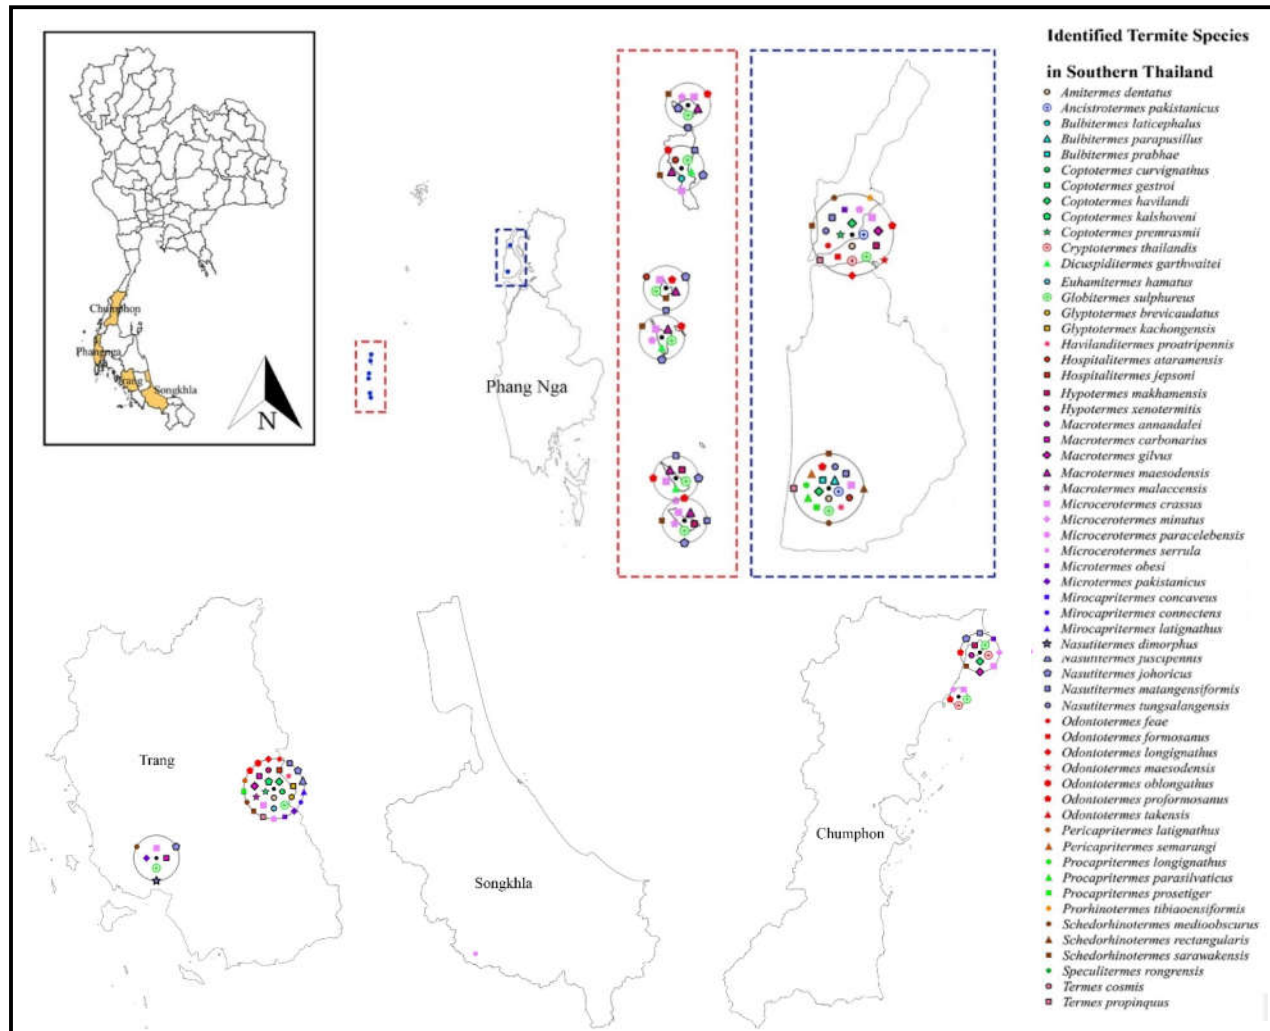 Chumphon
Phangnga
Trang
Songkhla
N
Phang Nga
Trang
Songkhla
Chumphon
Identified Termite Species
in Southern Thailand
Amitermes dentatus
Ancistrotermes pakistanicus
Bulbitermes laticephalus
Bulbitermes parapusillus
Bulbitermes prabhae
Coptotermes curvignathus
Coptotermes gestroi
Coptotermes havilandi
Coptotermes kalshoveni
Coptotermes premrasmii
Cryptotermes thailandis
Dicuspiditermes garthwaitei
Euhamitermes hamatus
Globitermes sulphureus
Glyptotermes brevicaudatus
Glyptotermes kachongensis
Havilanditermes proatripennis
Hospitalitermes ataramensis
Hospitalitermes jepsoni
Hypotermes makhamensis
Hypotermes xenotermitis
Macrotermes annandalei
Macrotermes carbonarius
Macrotermes gilvus
Macrotermes maesodensis
Macrotermes malaccensis
Microcerotermes crassus
Microcerotermes minutus
Microcerotermes paracelebensis
Microcerotermes serrula
Microtermes obesi
Microtermes pakistanicus
Mirocapritermes concaveus
Mirocapritermes connectens
Mirocapritermes latignathus
Nasutitermes dimorphus
Nasutitermes fuscipennis
Nasutitermes johoricus
Nasutitermes matangensiformis
Nasutitermes tungsalangensis
Odontotermes feae
Odontotermes formosanus
Odontotermes longignathus
Odontotermes maesodensis
Odontotermes oblongathus
Odontotermes proformosanus
Odontotermes takensis
Pericapritermes latignathus
Pericapritermes semarangi
Procapritermes longignathus
Procapritermes parasilvaticus
Procapritermes prosetiger
Prorhinotermes tibiaoensiformis
Schedorhinotermes medioobscurus
Schedorhinotermes rectangularis
Schedorhinotermes sarawakensis
Speculitermes rongrensis
Termes cosmis
Termes propinquus